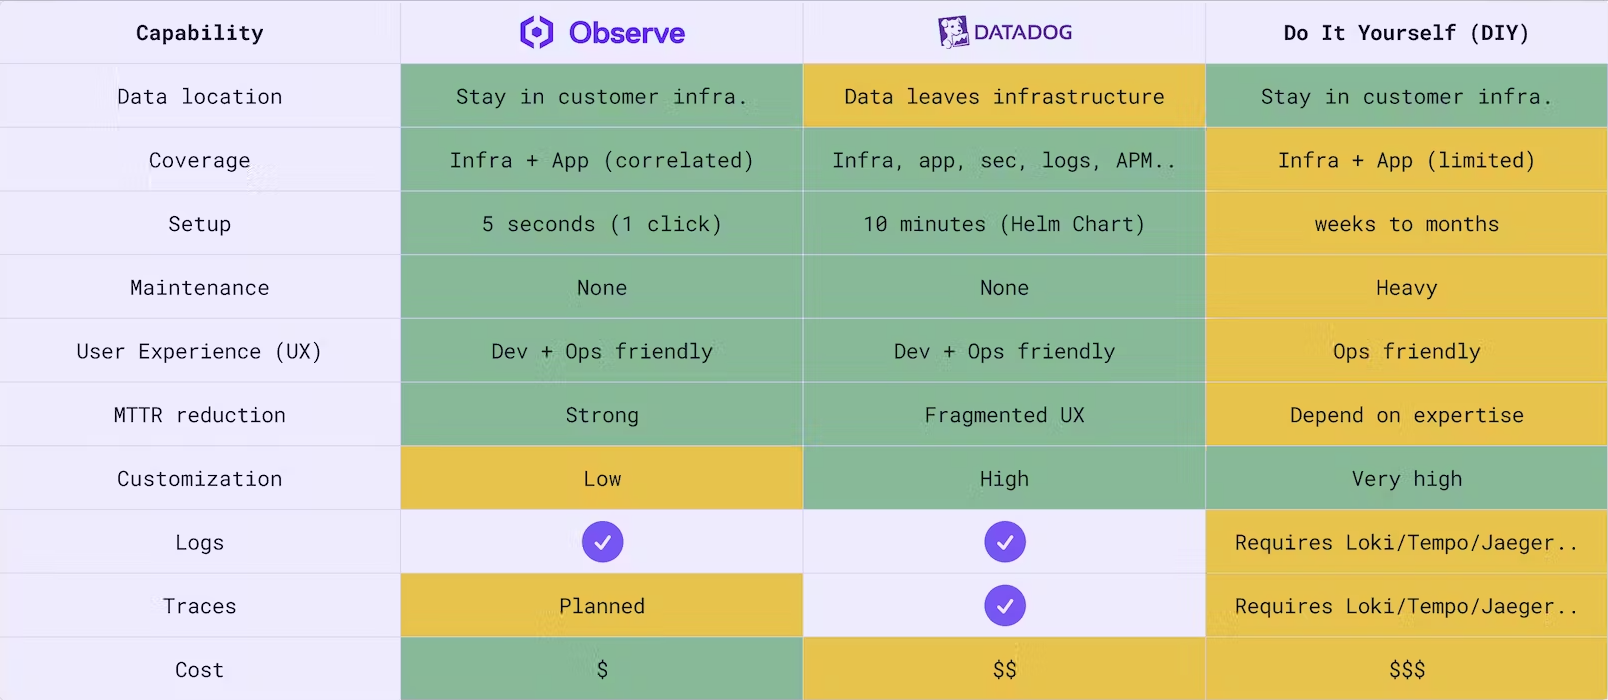 Capability Observe DATADOG Do It Yourself (DIY)
Data location Stay in customer infra. Data leaves infrastructure Stay in customer infra.
Coverage Infra + App (correlated) Infra, app, sec, logs, APM.. Infra + App (limited)
Setup 5 seconds (1 click) 10 minutes (Helm Chart) weeks to months
Maintenance None None Heavy
User Experience (UX) Dev + Ops friendly Dev + Ops friendly Ops friendly
MTTR reduction Strong Fragmented UX Depend on expertise
Customization Low High Very high
Logs Requires Loki/Tempo/Jaeger..
Traces Planned Requires Loki/Tempo/Jaeger..
Cost $ $$ $$$